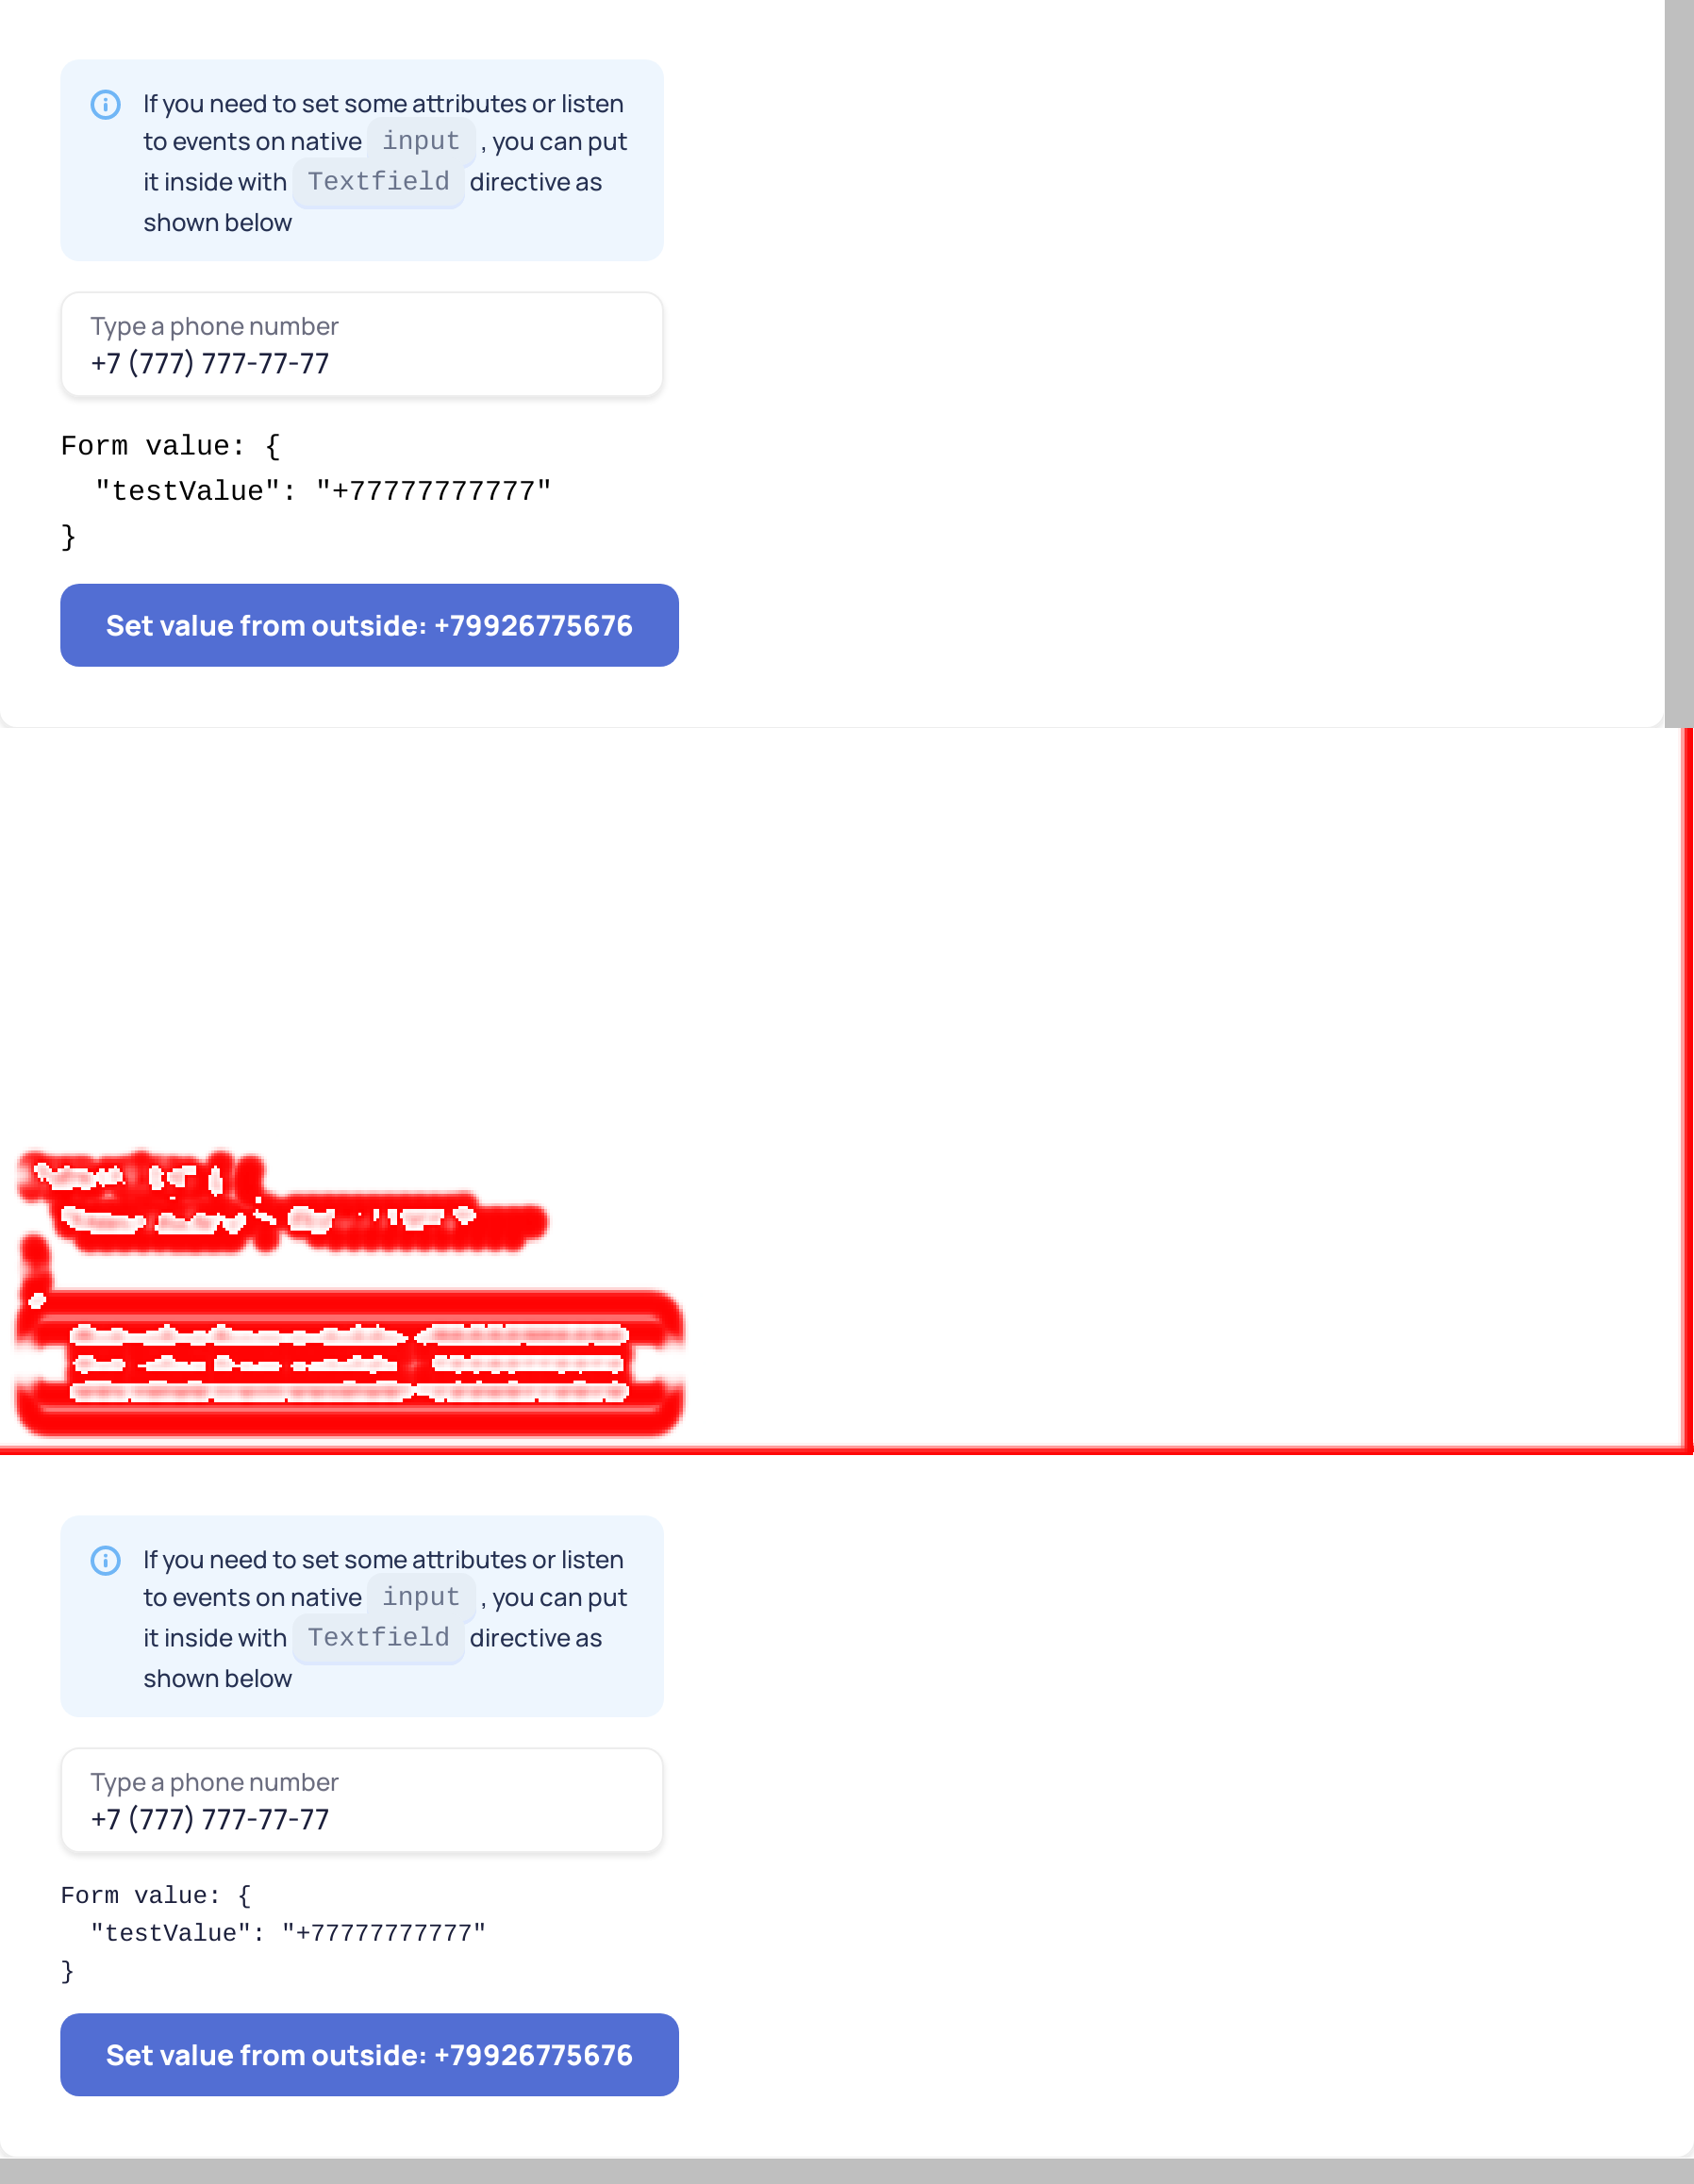 If you need to set some attributes or listen
to events on native input , you can put
it inside with Textfield directive as
shown below
Type a phone number
+7 (777) 777-77-77
Form value: {
  "testValue": "+77777777777"
}
Set value from outside: +79926775676
If you need to set some attributes or listen
to events on native input , you can put
it inside with Textfield directive as
shown below
Type a phone number
+7 (777) 777-77-77
Form value: {
  "testValue": "+77777777777"
}
Set value from outside: +79926775676